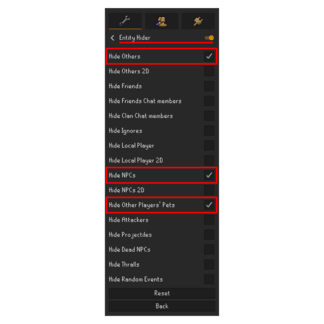 Entity Hider
Hide Others
Hide Others 2D
Hide Friends
Hide Friends Chat members
Hide Clan Chat members
Hide Ignores
Hide Local Player
Hide Local Player 2D
Hide NPCs
Hide NPCs 2D
Hide Other Players' Pets
Hide Attackers
Hide Projectiles
Hide Dead NPCs
Hide Thralls
Hide Random Events
Reset
Back